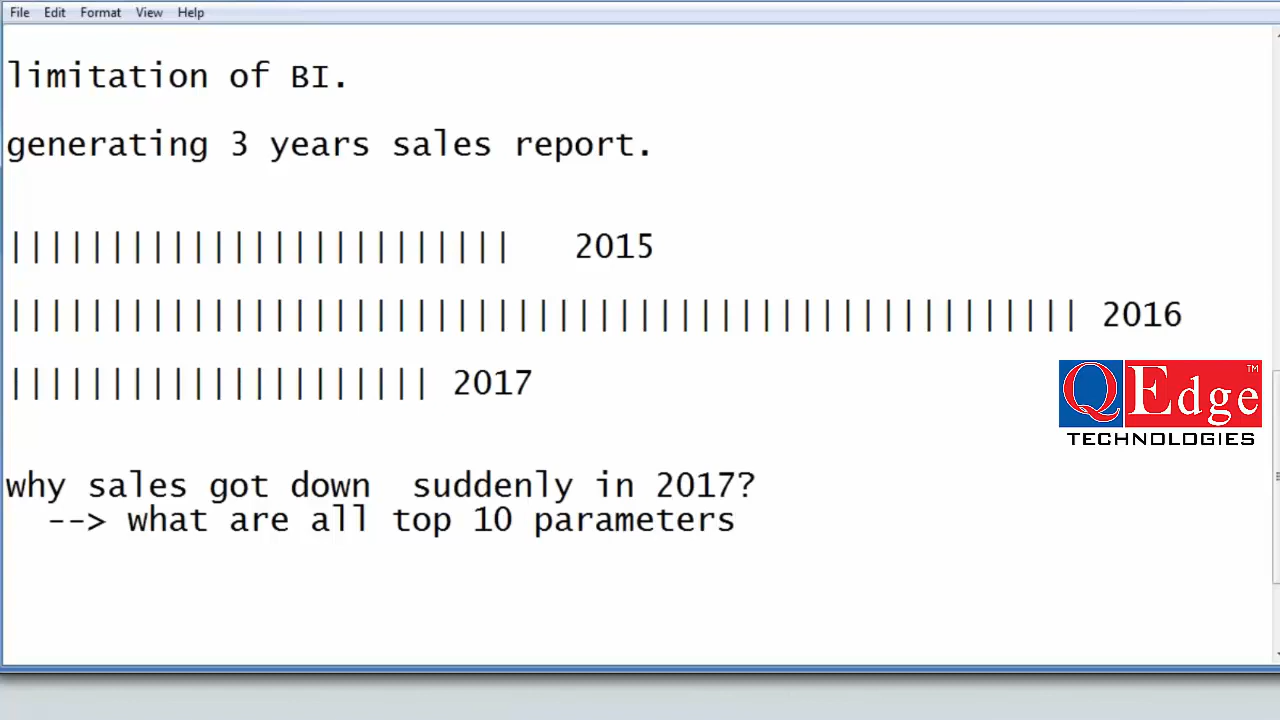 File Edit Format View Help
limitation of BI.
generating 3 years sales report.
|||||||||||||||||||||||||   2015
||||||||||||||||||||||||||||||||||||||||||||||||||||| 2016
||||||||||||||||||||| 2017
QEdge™
TECHNOLOGIES
why sales got down  suddenly in 2017?
--> what are all top 10 parameters